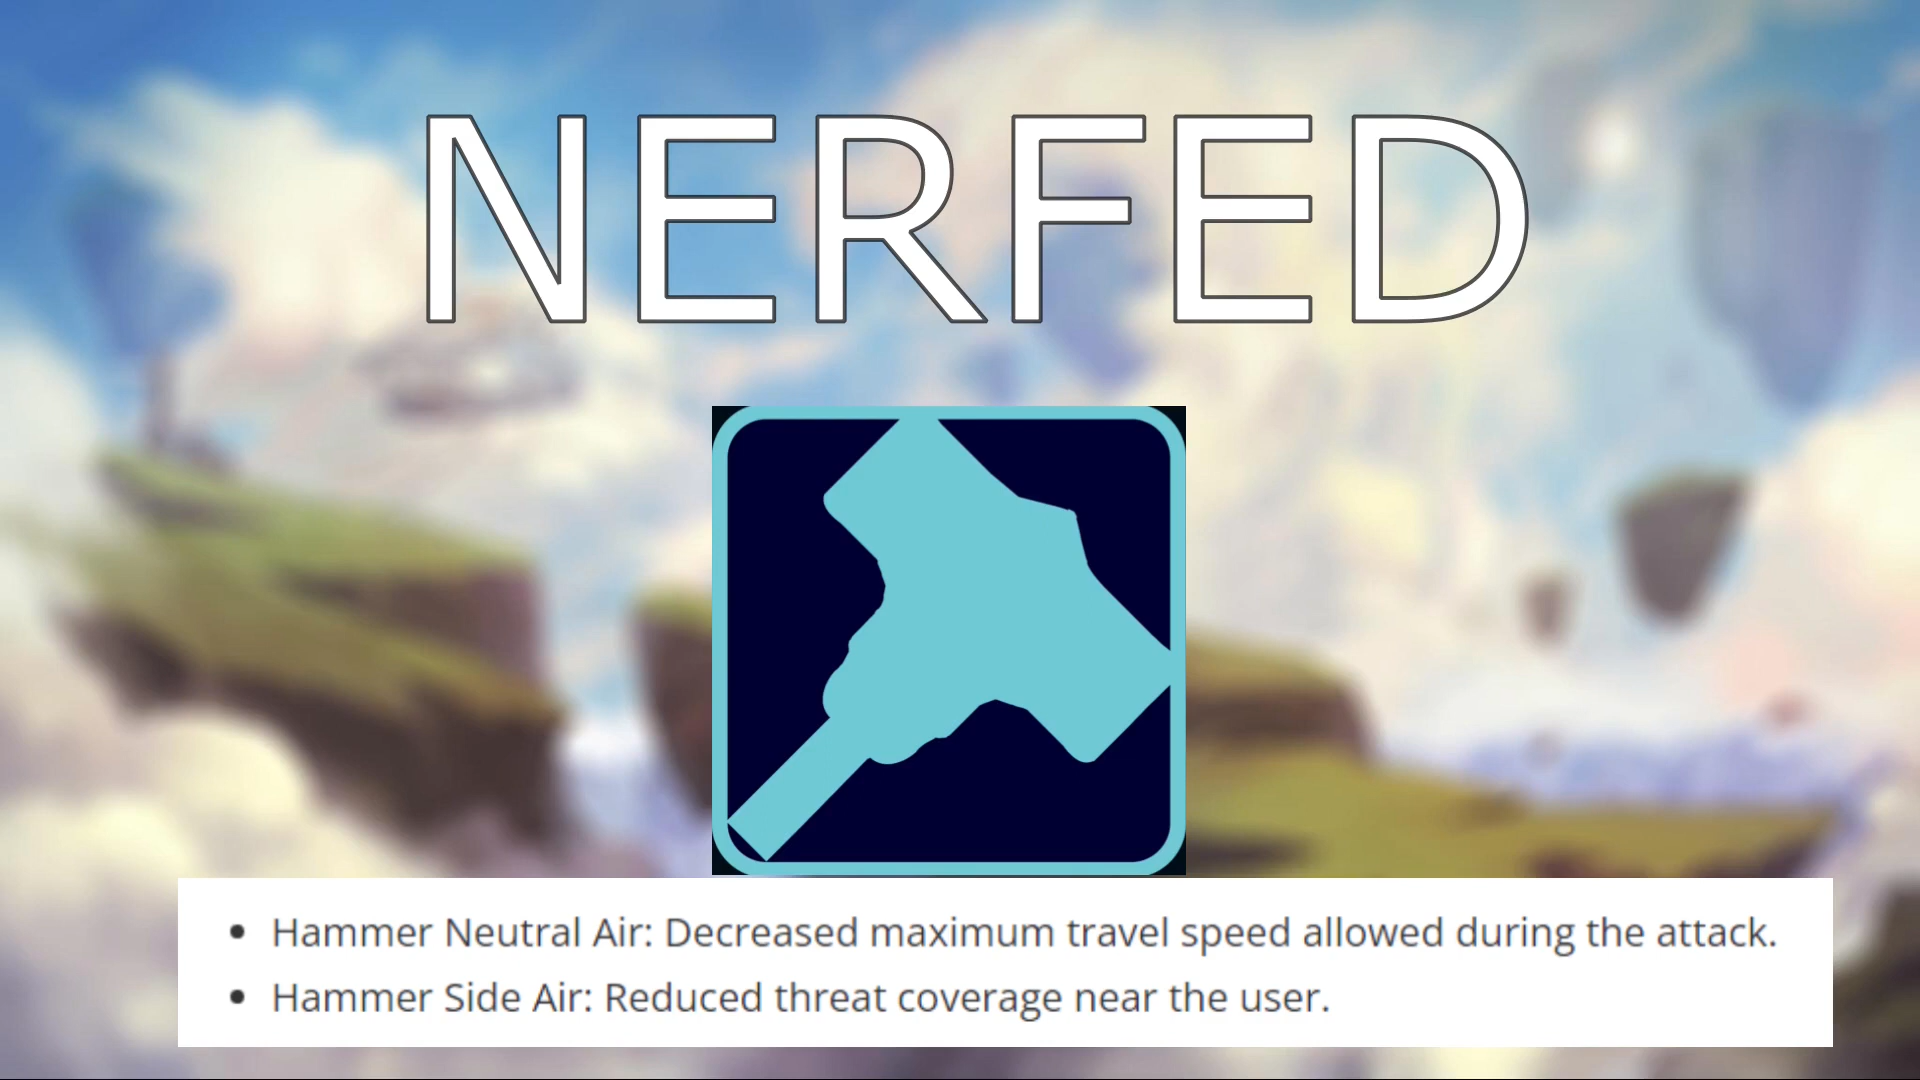 NERFED
• Hammer Neutral Air: Decreased maximum travel speed allowed during the attack.
• Hammer Side Air: Reduced threat coverage near the user.